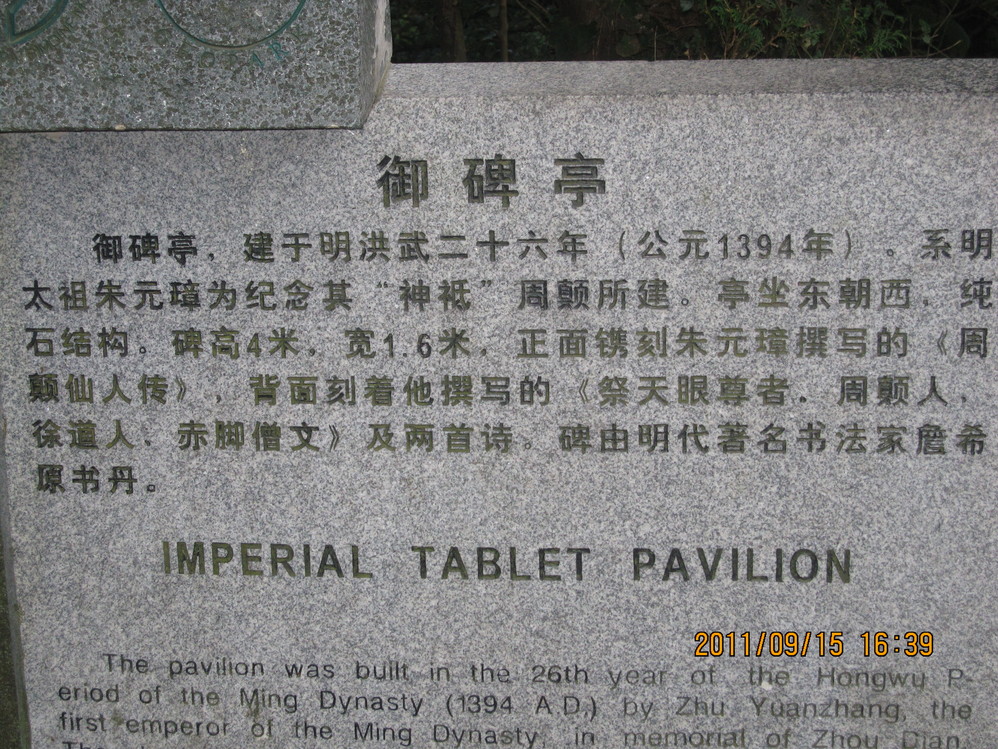 御碑亭
御碑亭，建于明洪武二十六年（公元1394年）。系明
太祖朱元璋为纪念其“神祗”周颠所建。亭坐东朝西，纯
石结构。碑高4米，宽1.6米，正面镌刻朱元璋撰写的《周
颠仙人传》，背面刻着他撰写的《祭天眼尊者、周颠人、
徐道人、赤脚僧文》及两首诗。碑由明代著名书法家詹希
原书丹。
IMPERIAL TABLET PAVILION
2011/09/15 16:39
The pavilion was built in the 26th year of the Hongwu P-
eriod of the Ming Dynasty (1394 A.D.) by Zhu Yuanzhang, the
first emperor of the Ming Dynasty, in memorial of Zhou Dian.